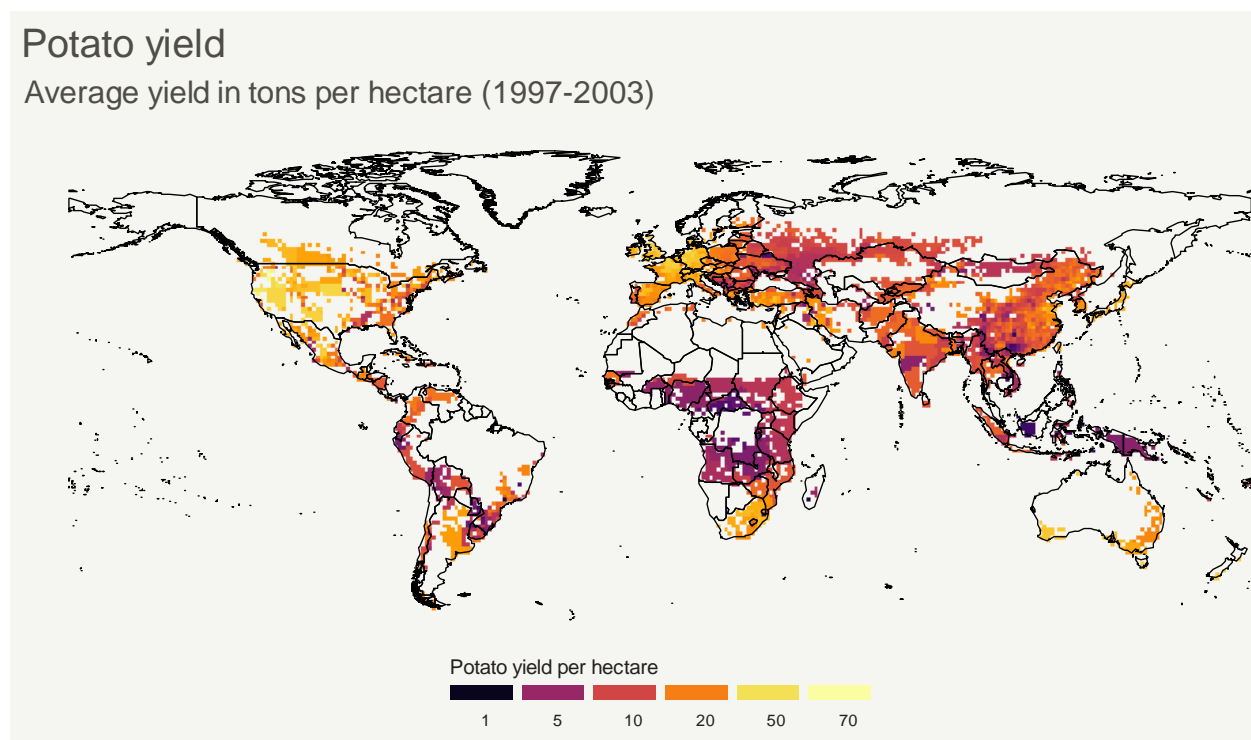 Potato yield
Average yield in tons per hectare (1997-2003)
Potato yield per hectare
1 5 10 20 50 70